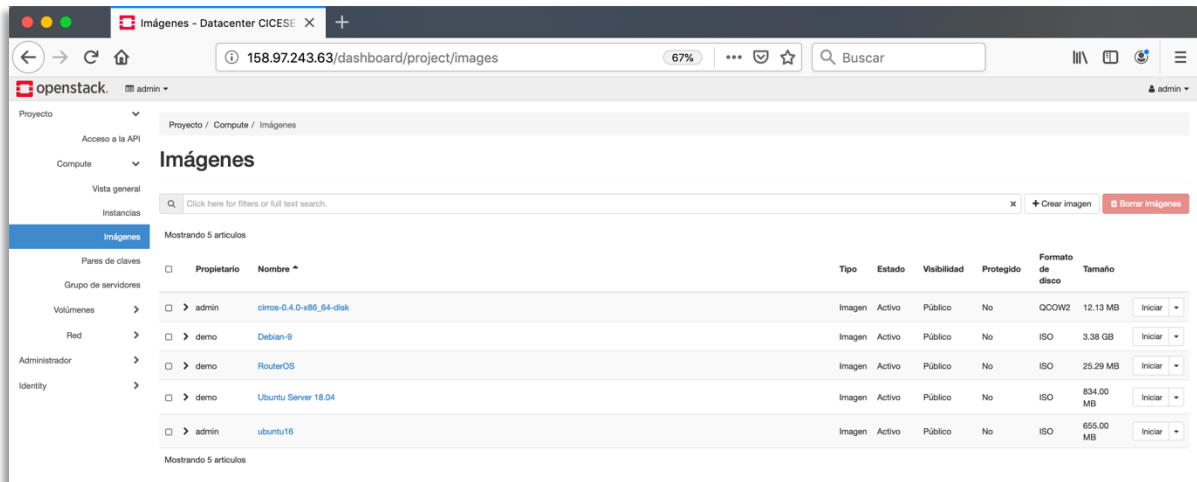 Imágenes - Datacenter CICESE
158.97.243.63/dashboard/project/images
67%
Buscar
openstack.
admin
admin
Proyecto
Acceso a la API
Compute
Vista general
Instancias
Imágenes
Pares de claves
Grupo de servidores
Volúmenes
Red
Administrador
Identity
Proyecto / Compute / Imágenes
Imágenes
Click here for filters or full text search.
Crear imagen
Borrar imágenes
Mostrando 5 articulos
Propietario Nombre Tipo Estado Visibilidad Protegido Formato de disco Tamaño
admin cirros-0.4.0-x86_64-disk Imagen Activo Público No QCOW2 12.13 MB Iniciar
demo Debian-9 Imagen Activo Público No ISO 3.38 GB Iniciar
demo RouterOS Imagen Activo Público No ISO 25.29 MB Iniciar
demo Ubuntu Server 18.04 Imagen Activo Público No ISO 834.00 MB Iniciar
admin ubuntu16 Imagen Activo Público No ISO 655.00 MB Iniciar
Mostrando 5 articulos